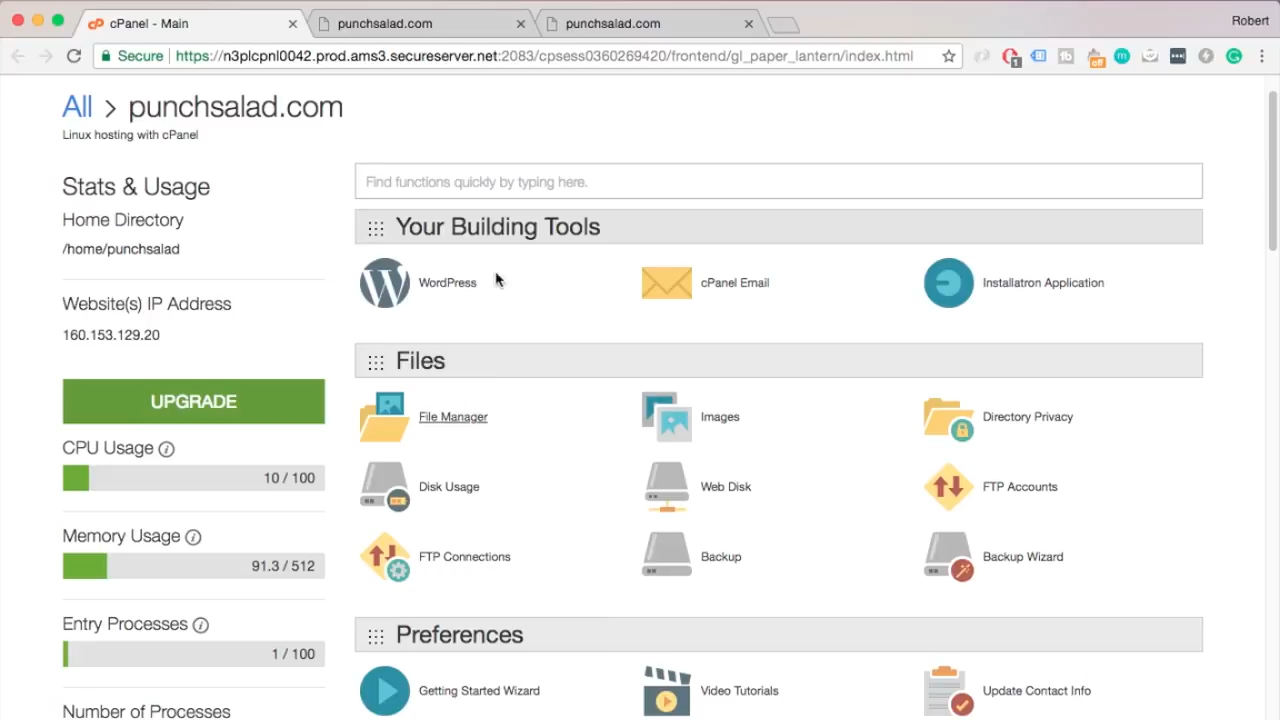 cPanel - Main
punchsalad.com
punchsalad.com
Robert
Secure
https://n3plcpnl0042.prod.ams3.secureserver.net:2083/cpsess0360269420/frontend/gl_paper_lantern/index.html
1
off
All > punchsalad.com
Linux hosting with cPanel
Stats & Usage
Home Directory
/home/punchsalad
Website(s) IP Address
160.153.129.20
UPGRADE
CPU Usage
10 / 100
Memory Usage
91.3 / 512
Entry Processes
1 / 100
Number of Processes
Find functions quickly by typing here.
Your Building Tools
WordPress
cPanel Email
Installatron Application
Files
File Manager
Images
Directory Privacy
Disk Usage
Web Disk
FTP Accounts
FTP Connections
Backup
Backup Wizard
Preferences
Getting Started Wizard
Video Tutorials
Update Contact Info